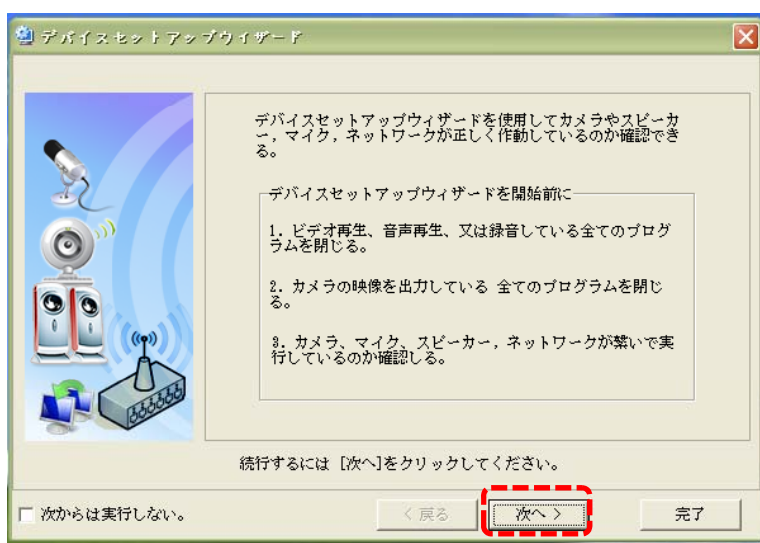 デバイスセットアップウィザード
デバイスセットアップウィザードを使用してカメラやスピーカ
ー, マイク, ネットワークが正しく作動しているのか確認でき
る。
デバイスセットアップウィザードを開始前に
1. ビデオ再生、音声再生、又は録音している全てのプログ
ラムを閉じる。
2. カメラの映像を出力している 全てのプログラムを閉じ
る。
3. カメラ、マイク、スピーカー, ネットワークが繋いで実
行しているのか確認しる。
続行するには [次へ]をクリックしてください。
次からは実行しない。
< 戻る
次へ >
完了